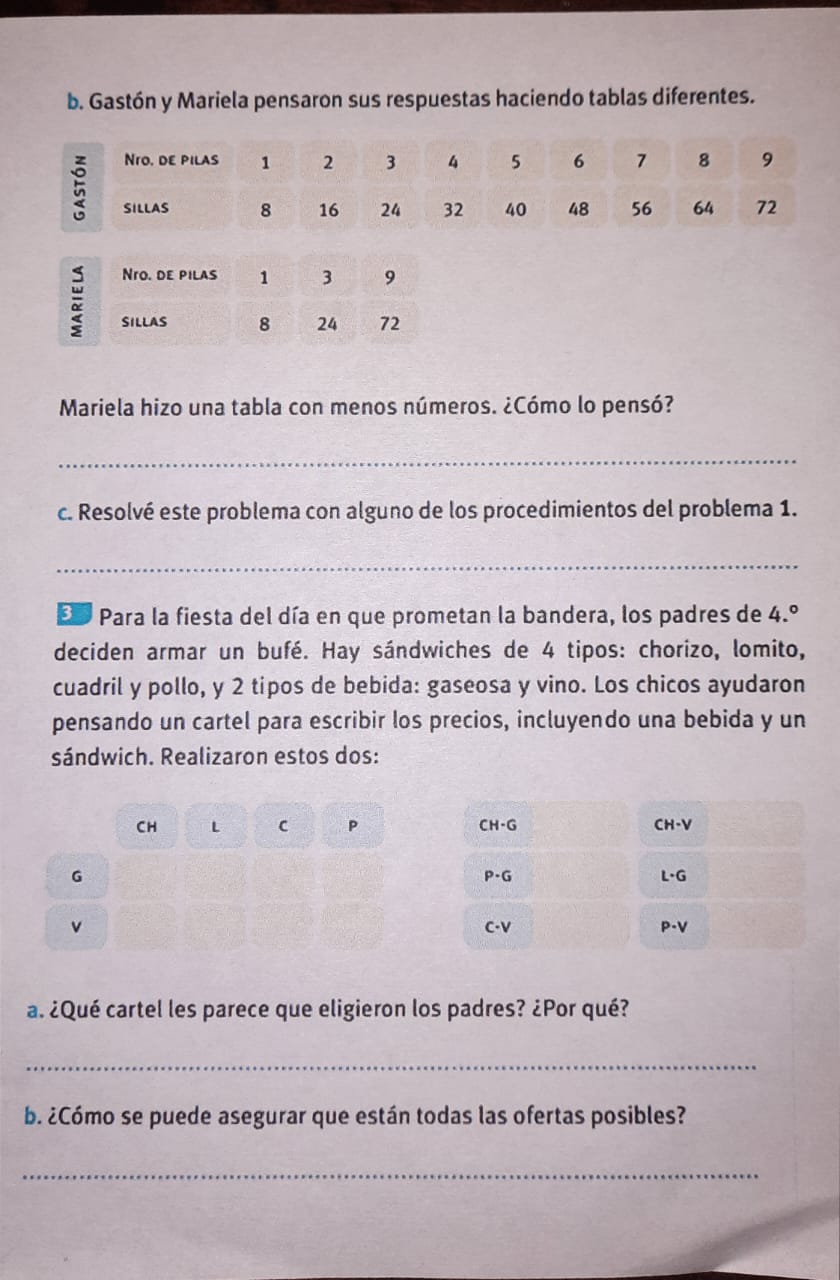 b. Gastón y Mariela pensaron sus respuestas haciendo tablas diferentes.
GASTÓN
Nro. DE PILAS 1 2 3 4 5 6 7 8 9
SILLAS 8 16 24 32 40 48 56 64 72
MARIELA
Nro. DE PILAS 1 3 9
SILLAS 8 24 72
Mariela hizo una tabla con menos números. ¿Cómo lo pensó?
c. Resolvé este problema con alguno de los procedimientos del problema 1.
3 Para la fiesta del día en que prometan la bandera, los padres de 4.º
deciden armar un bufé. Hay sándwiches de 4 tipos: chorizo, lomito,
cuadril y pollo, y 2 tipos de bebida: gaseosa y vino. Los chicos ayudaron
pensando un cartel para escribir los precios, incluyendo una bebida y un
sándwich. Realizaron estos dos:
CH L C P
G
V
CH-G CH-V
P-G L-G
C-V P-V
a. ¿Qué cartel les parece que eligieron los padres? ¿Por qué?
b. ¿Cómo se puede asegurar que están todas las ofertas posibles?